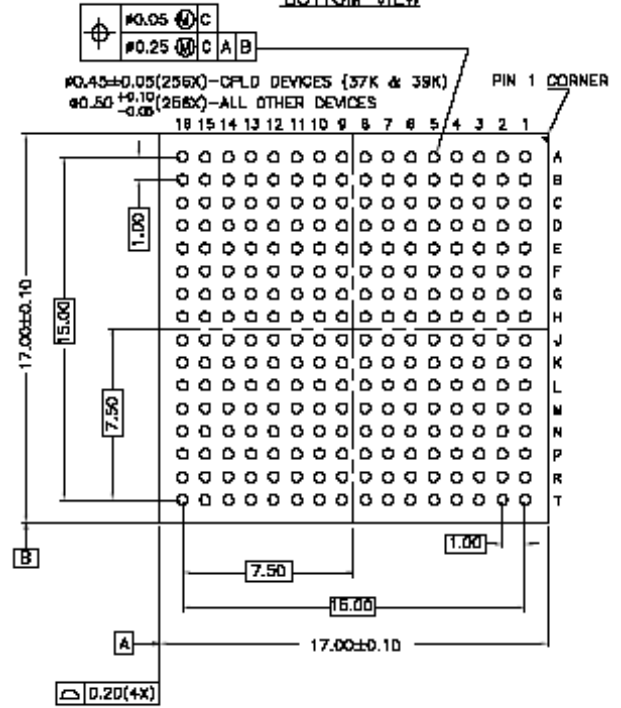 BOTTOM VIEW
ø0.05 Ⓜ C
ø0.25 Ⓜ C A B
ø0.45±0.05(256X)-CPLD DEVICES (37K & 39K)
PIN 1 CORNER
ø0.50 +0.10 -0.05 (256X)-ALL OTHER DEVICES
16 15 14 13 12 11 10 9 8 7 6 5 4 3 2 1
A
B
C
D
E
F
G
H
J
K
L
M
N
P
R
T
1.00
17.00±0.10
15.00
7.50
1.00
B
7.50
15.00
A
17.00±0.10
0.20(4X)